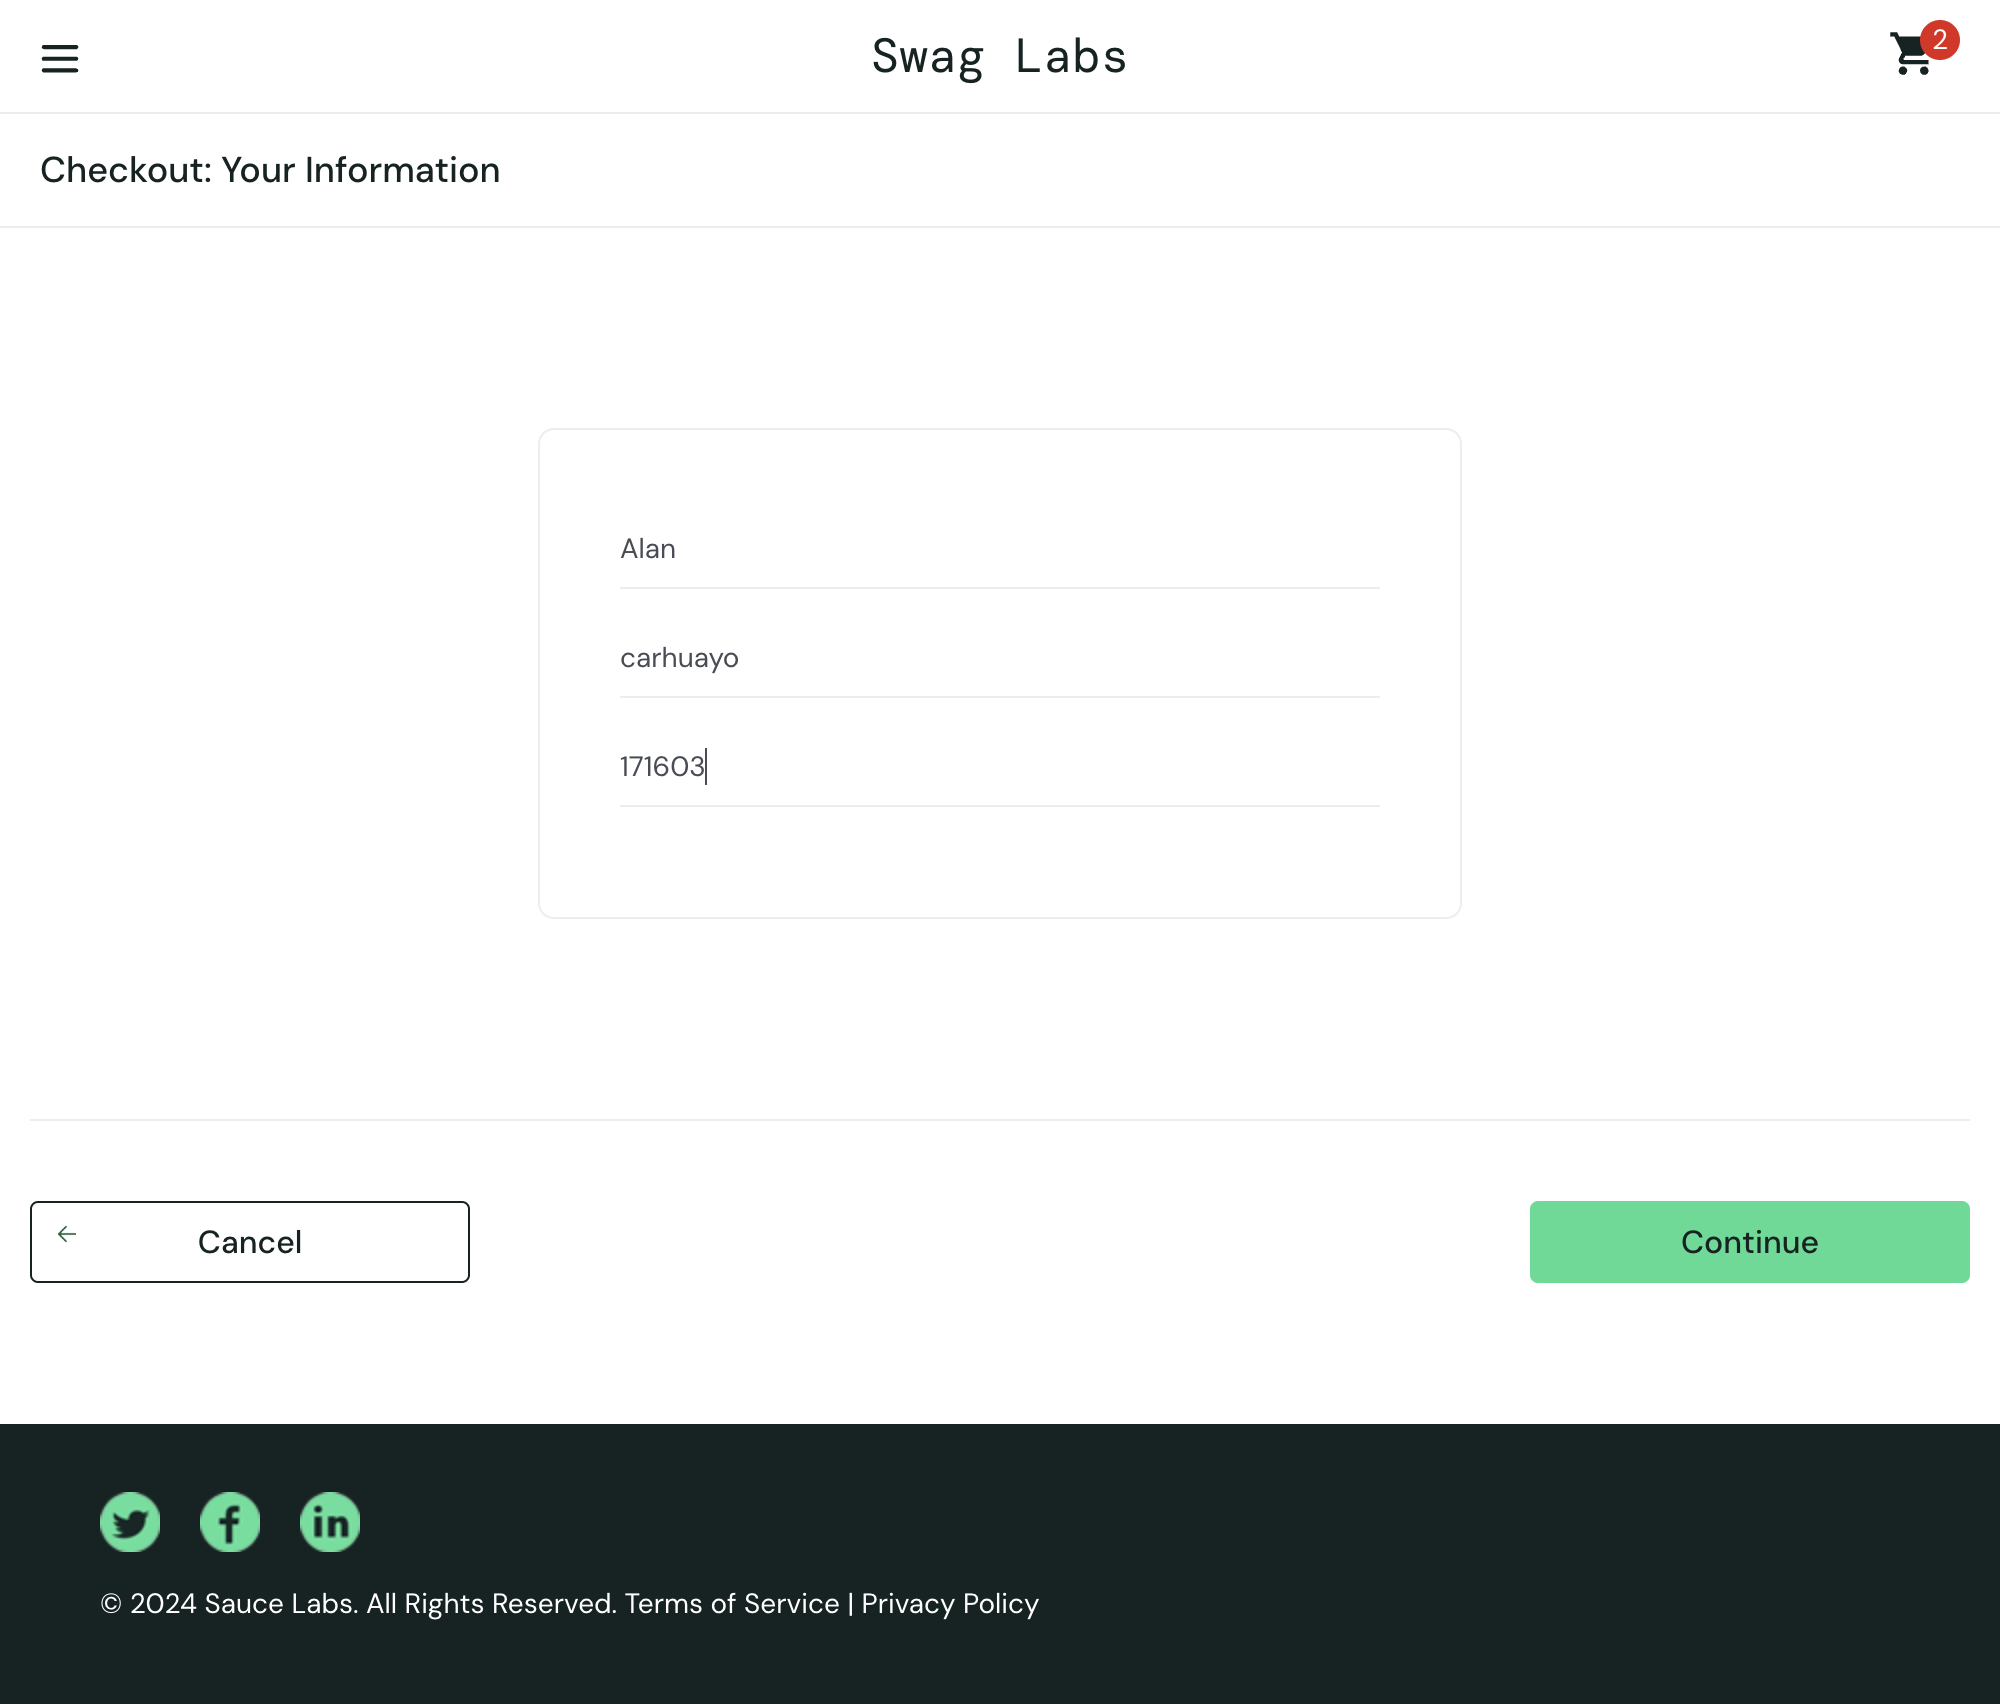 Swag Labs
2
Checkout: Your Information
Alan
carhuayo
171603
Cancel
Continue
© 2024 Sauce Labs. All Rights Reserved. Terms of Service | Privacy Policy